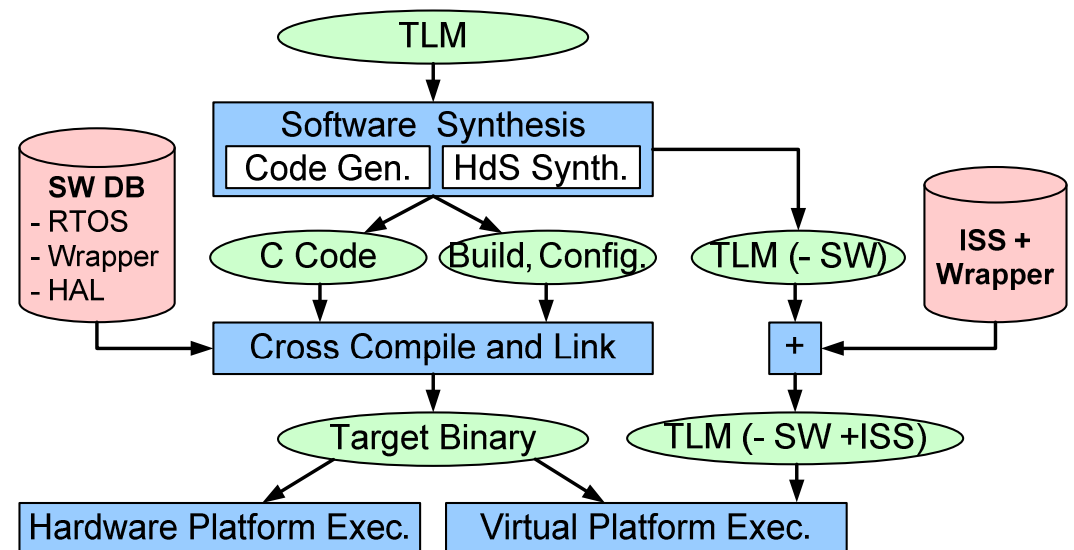 TLM
Software Synthesis
Code Gen.
HdS Synth.
SW DB
- RTOS
- Wrapper
- HAL
C Code
Build, Config.
TLM (- SW)
ISS +
Wrapper
Cross Compile and Link
+
Target Binary
TLM (- SW +ISS)
Hardware Platform Exec.
Virtual Platform Exec.